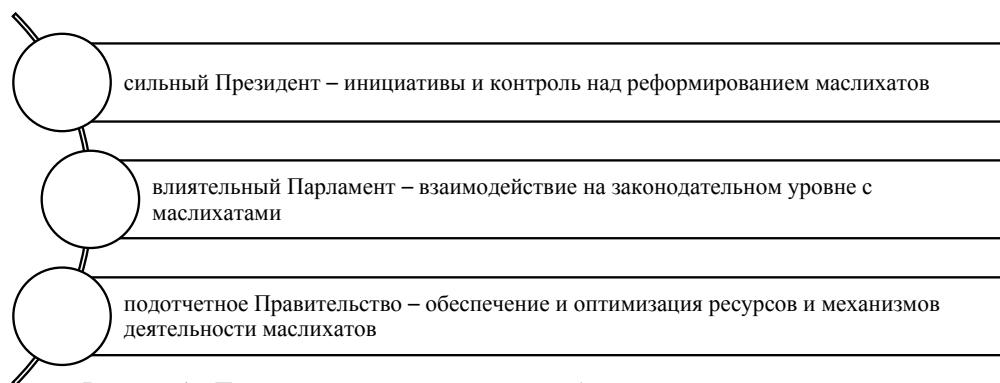 сильный Президент – инициативы и контроль над реформированием маслихатов
влиятельный Парламент – взаимодействие на законодательном уровне с
маслихатами
подотчетное Правительство – обеспечение и оптимизация ресурсов и механизмов
деятельности маслихатов